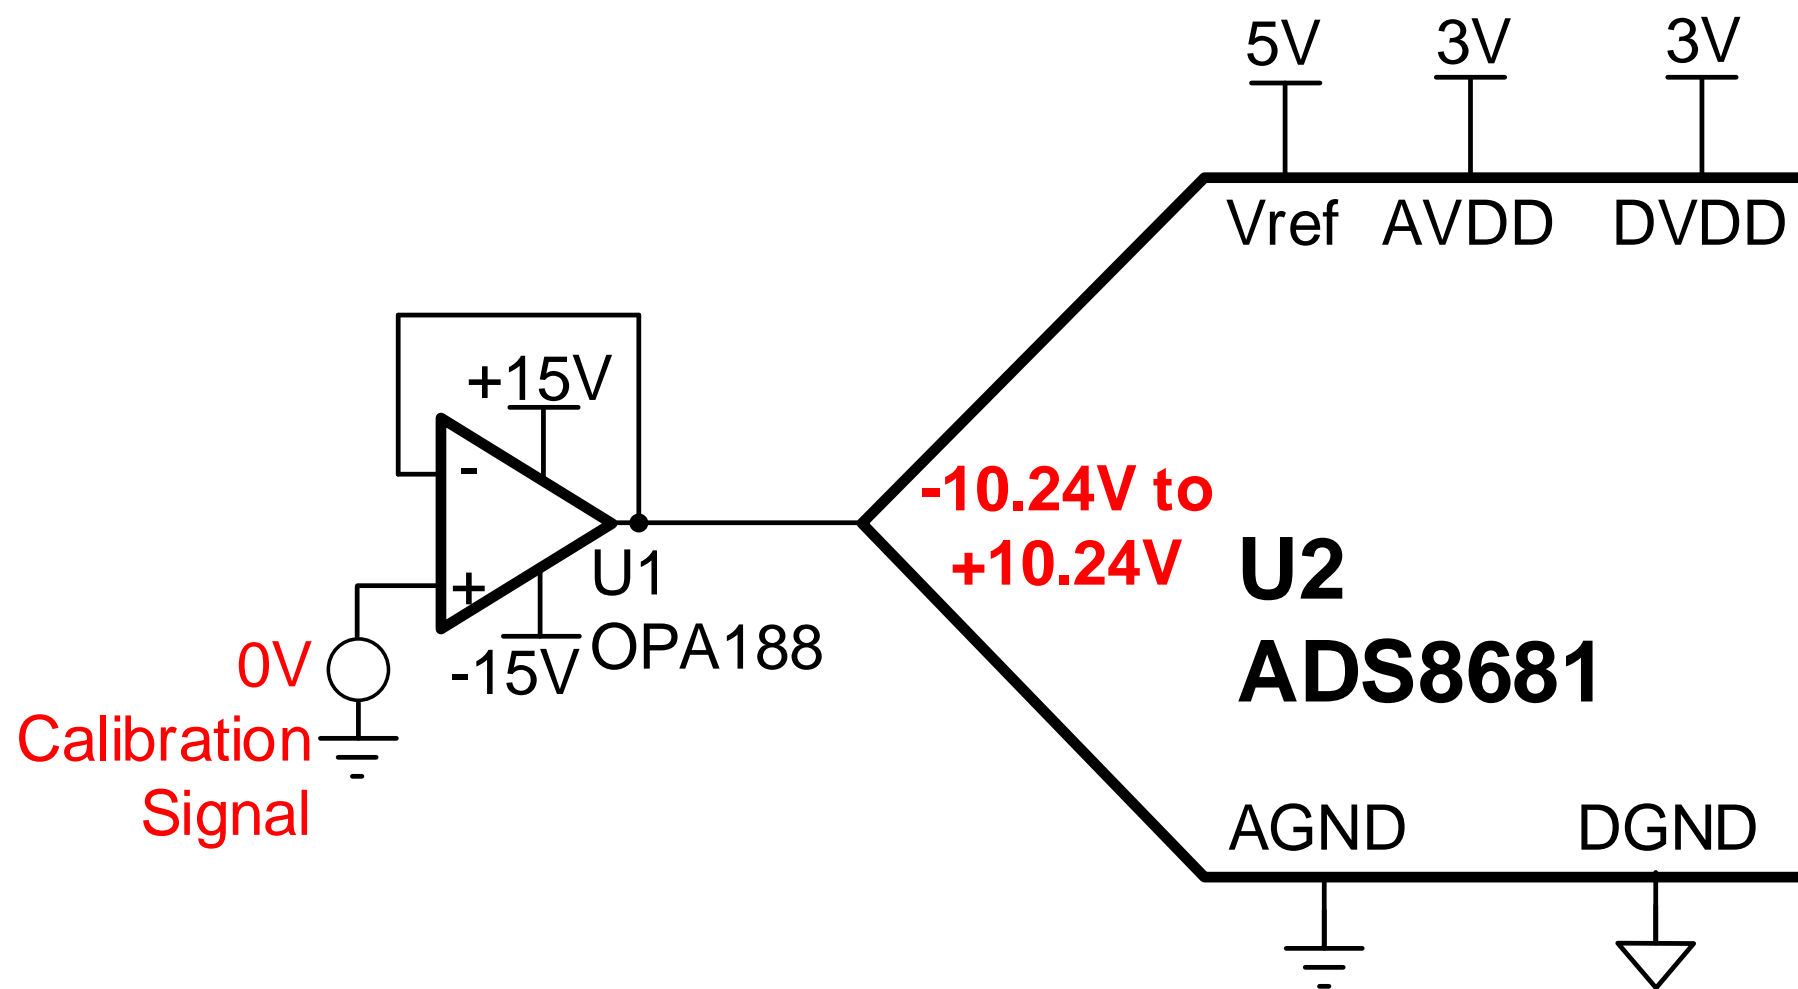 5V
3V
3V
Vref
AVDD
DVDD
+15V
-
+
-15V
U1
OPA188
0V
Calibration
Signal
-10.24V to
+10.24V
U2
ADS8681
AGND
DGND